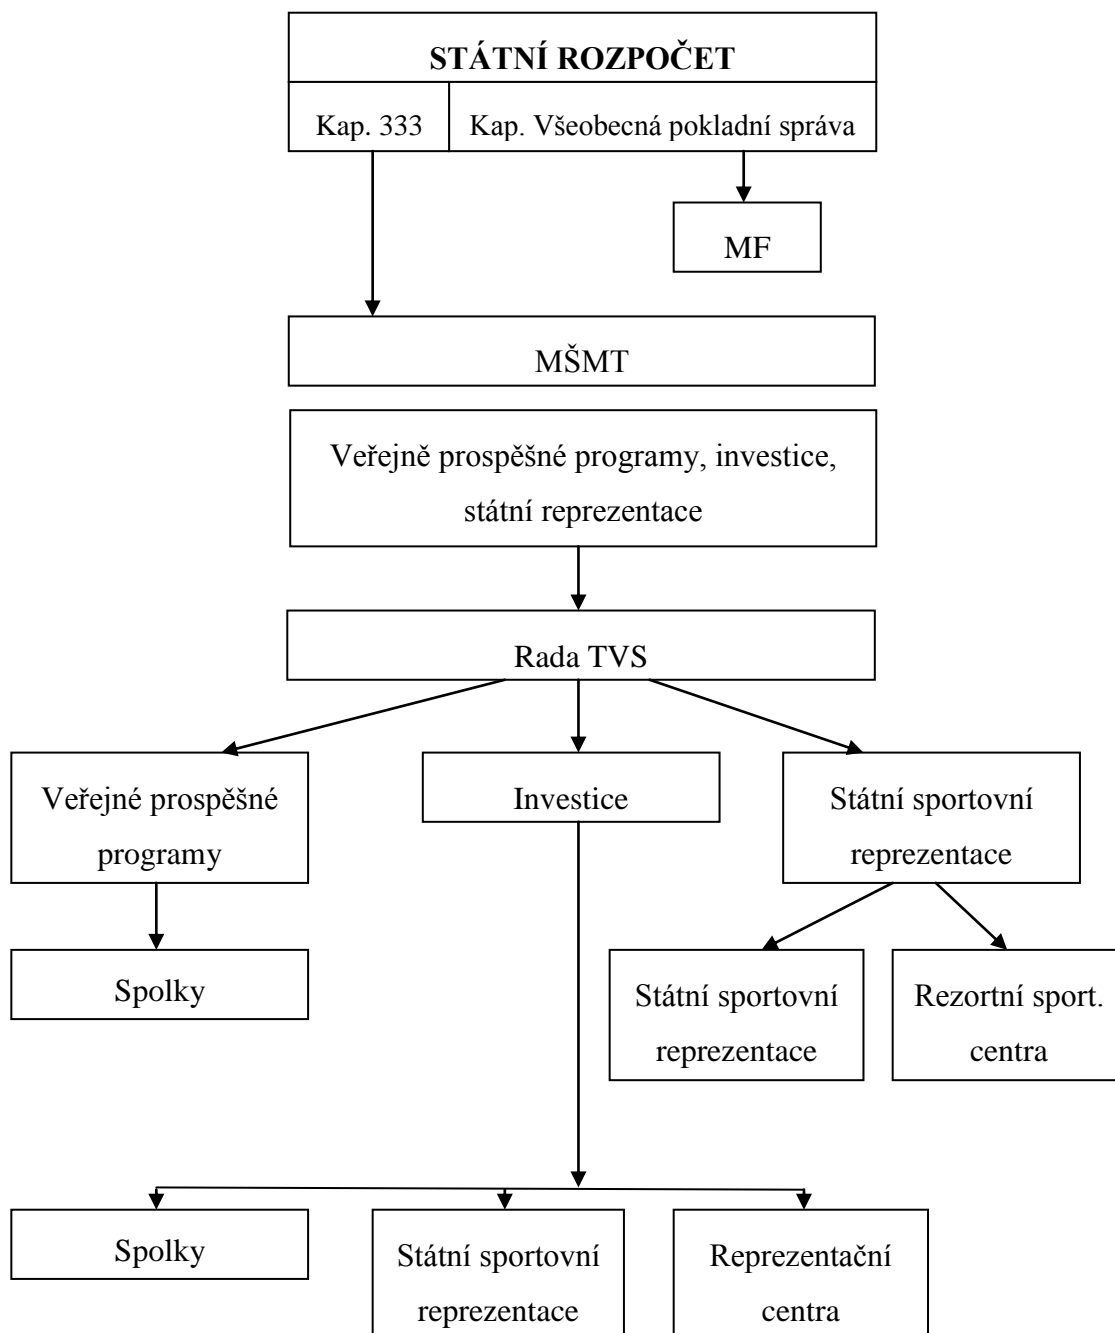 STÁTNÍ ROZPOČET
Kap. 333
Kap. Všeobecná pokladní správa
MF
MŠMT
Veřejně prospěšné programy, investice,
státní reprezentace
Rada TVS
Veřejné prospěšné
programy
Investice
Státní sportovní
reprezentace
Spolky
Státní sportovní
reprezentace
Rezortní sport.
centra
Spolky
Státní sportovní
reprezentace
Reprezentační
centra